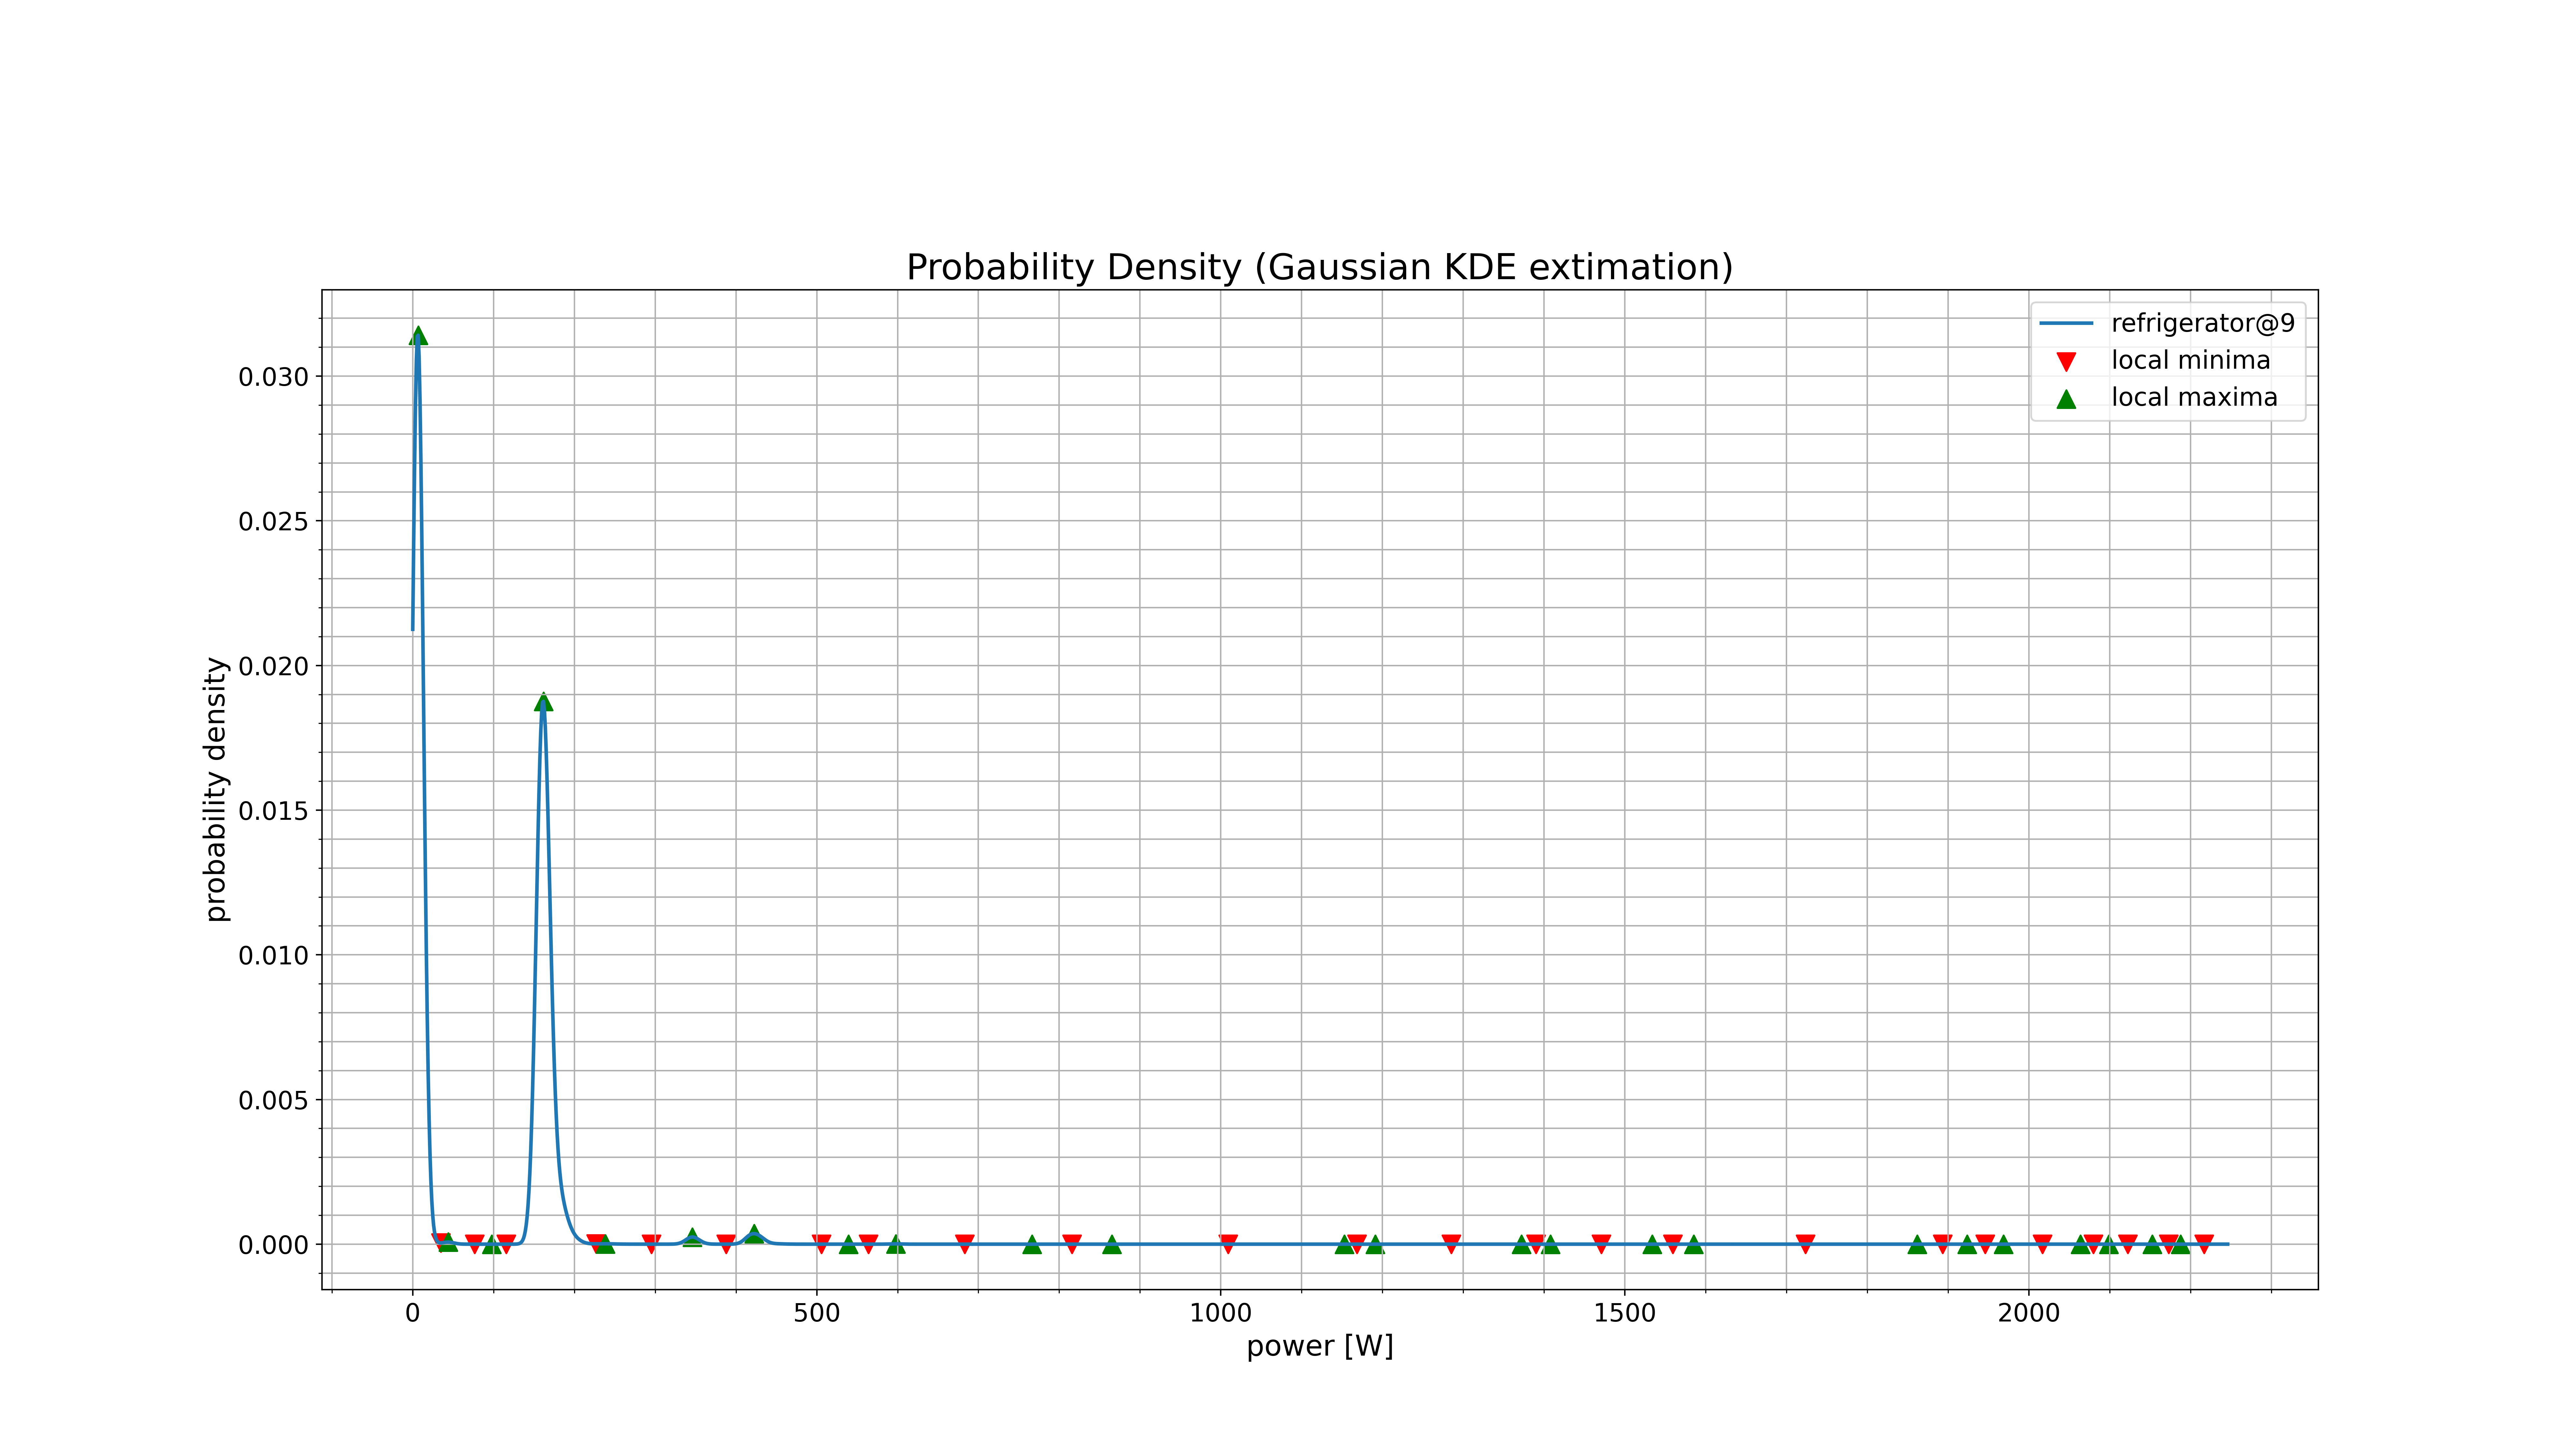 Probability Density (Gaussian KDE extimation)
refrigerator@9
local minima
local maxima
probability density
0.030
0.025
0.020
0.015
0.010
0.005
0.000
0 500 1000 1500 2000
power [W]